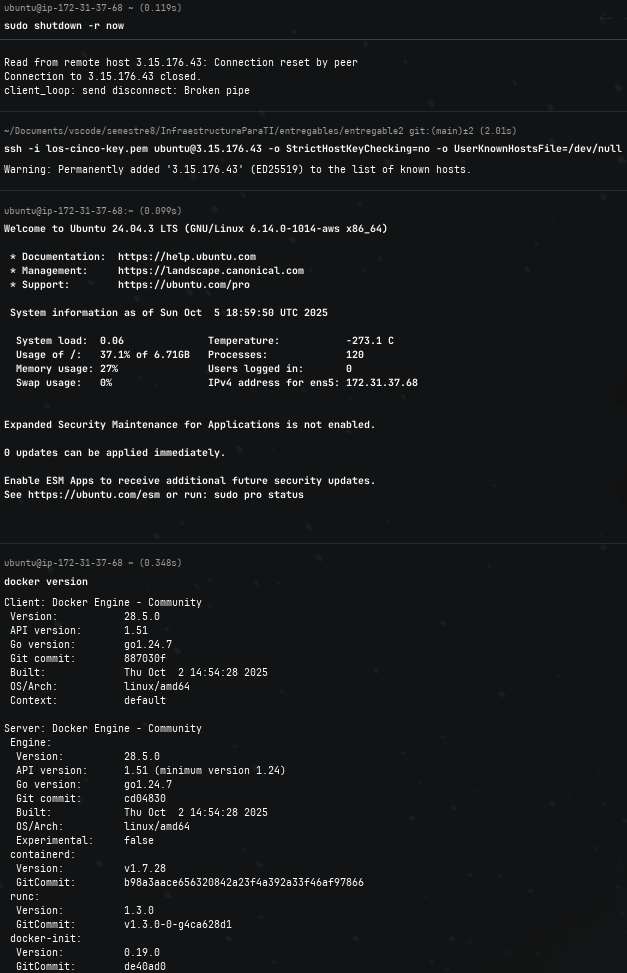 ubuntu@ip-172-31-37-68 ~ (0.119s)
sudo shutdown -r now
Read from remote host 3.15.176.43: Connection reset by peer
Connection to 3.15.176.43 closed.
client_loop: send disconnect: Broken pipe
~/Documents/vscode/semestre8/InfraestructuraParaTI/entregables/entregable2 git:(main)±2 (2.01s)
ssh -i los-cinco-key.pem ubuntu@3.15.176.43 -o StrictHostKeyChecking=no -o UserKnownHostsFile=/dev/null
Warning: Permanently added '3.15.176.43' (ED25519) to the list of known hosts.
ubuntu@ip-172-31-37-68:~ (0.099s)
Welcome to Ubuntu 24.04.3 LTS (GNU/Linux 6.14.0-1014-aws x86_64)
* Documentation:  https://help.ubuntu.com
* Management:     https://landscape.canonical.com
* Support:        https://ubuntu.com/pro
System information as of Sun Oct  5 18:59:50 UTC 2025
System load:  0.06              Temperature:           -273.1 C
Usage of /:   37.1% of 6.71GB   Processes:             120
Memory usage: 27%               Users logged in:       0
Swap usage:   0%                IPv4 address for ens5: 172.31.37.68
Expanded Security Maintenance for Applications is not enabled.
0 updates can be applied immediately.
Enable ESM Apps to receive additional future security updates.
See https://ubuntu.com/esm or run: sudo pro status
ubuntu@ip-172-31-37-68 ~ (0.348s)
docker version
Client: Docker Engine - Community
Version:           28.5.0
API version:       1.51
Go version:        go1.24.7
Git commit:        887030f
Built:             Thu Oct  2 14:54:28 2025
OS/Arch:           linux/amd64
Context:           default
Server: Docker Engine - Community
Engine:
Version:          28.5.0
API version:      1.51 (minimum version 1.24)
Go version:       go1.24.7
Git commit:       cd04830
Built:            Thu Oct  2 14:54:28 2025
OS/Arch:          linux/amd64
Experimental:     false
containerd:
Version:          v1.7.28
GitCommit:        b98a3aace656320842a23f4a392a33f46af97866
runc:
Version:          1.3.0
GitCommit:        v1.3.0-0-g4ca628d1
docker-init:
Version:          0.19.0
GitCommit:        de40ad0